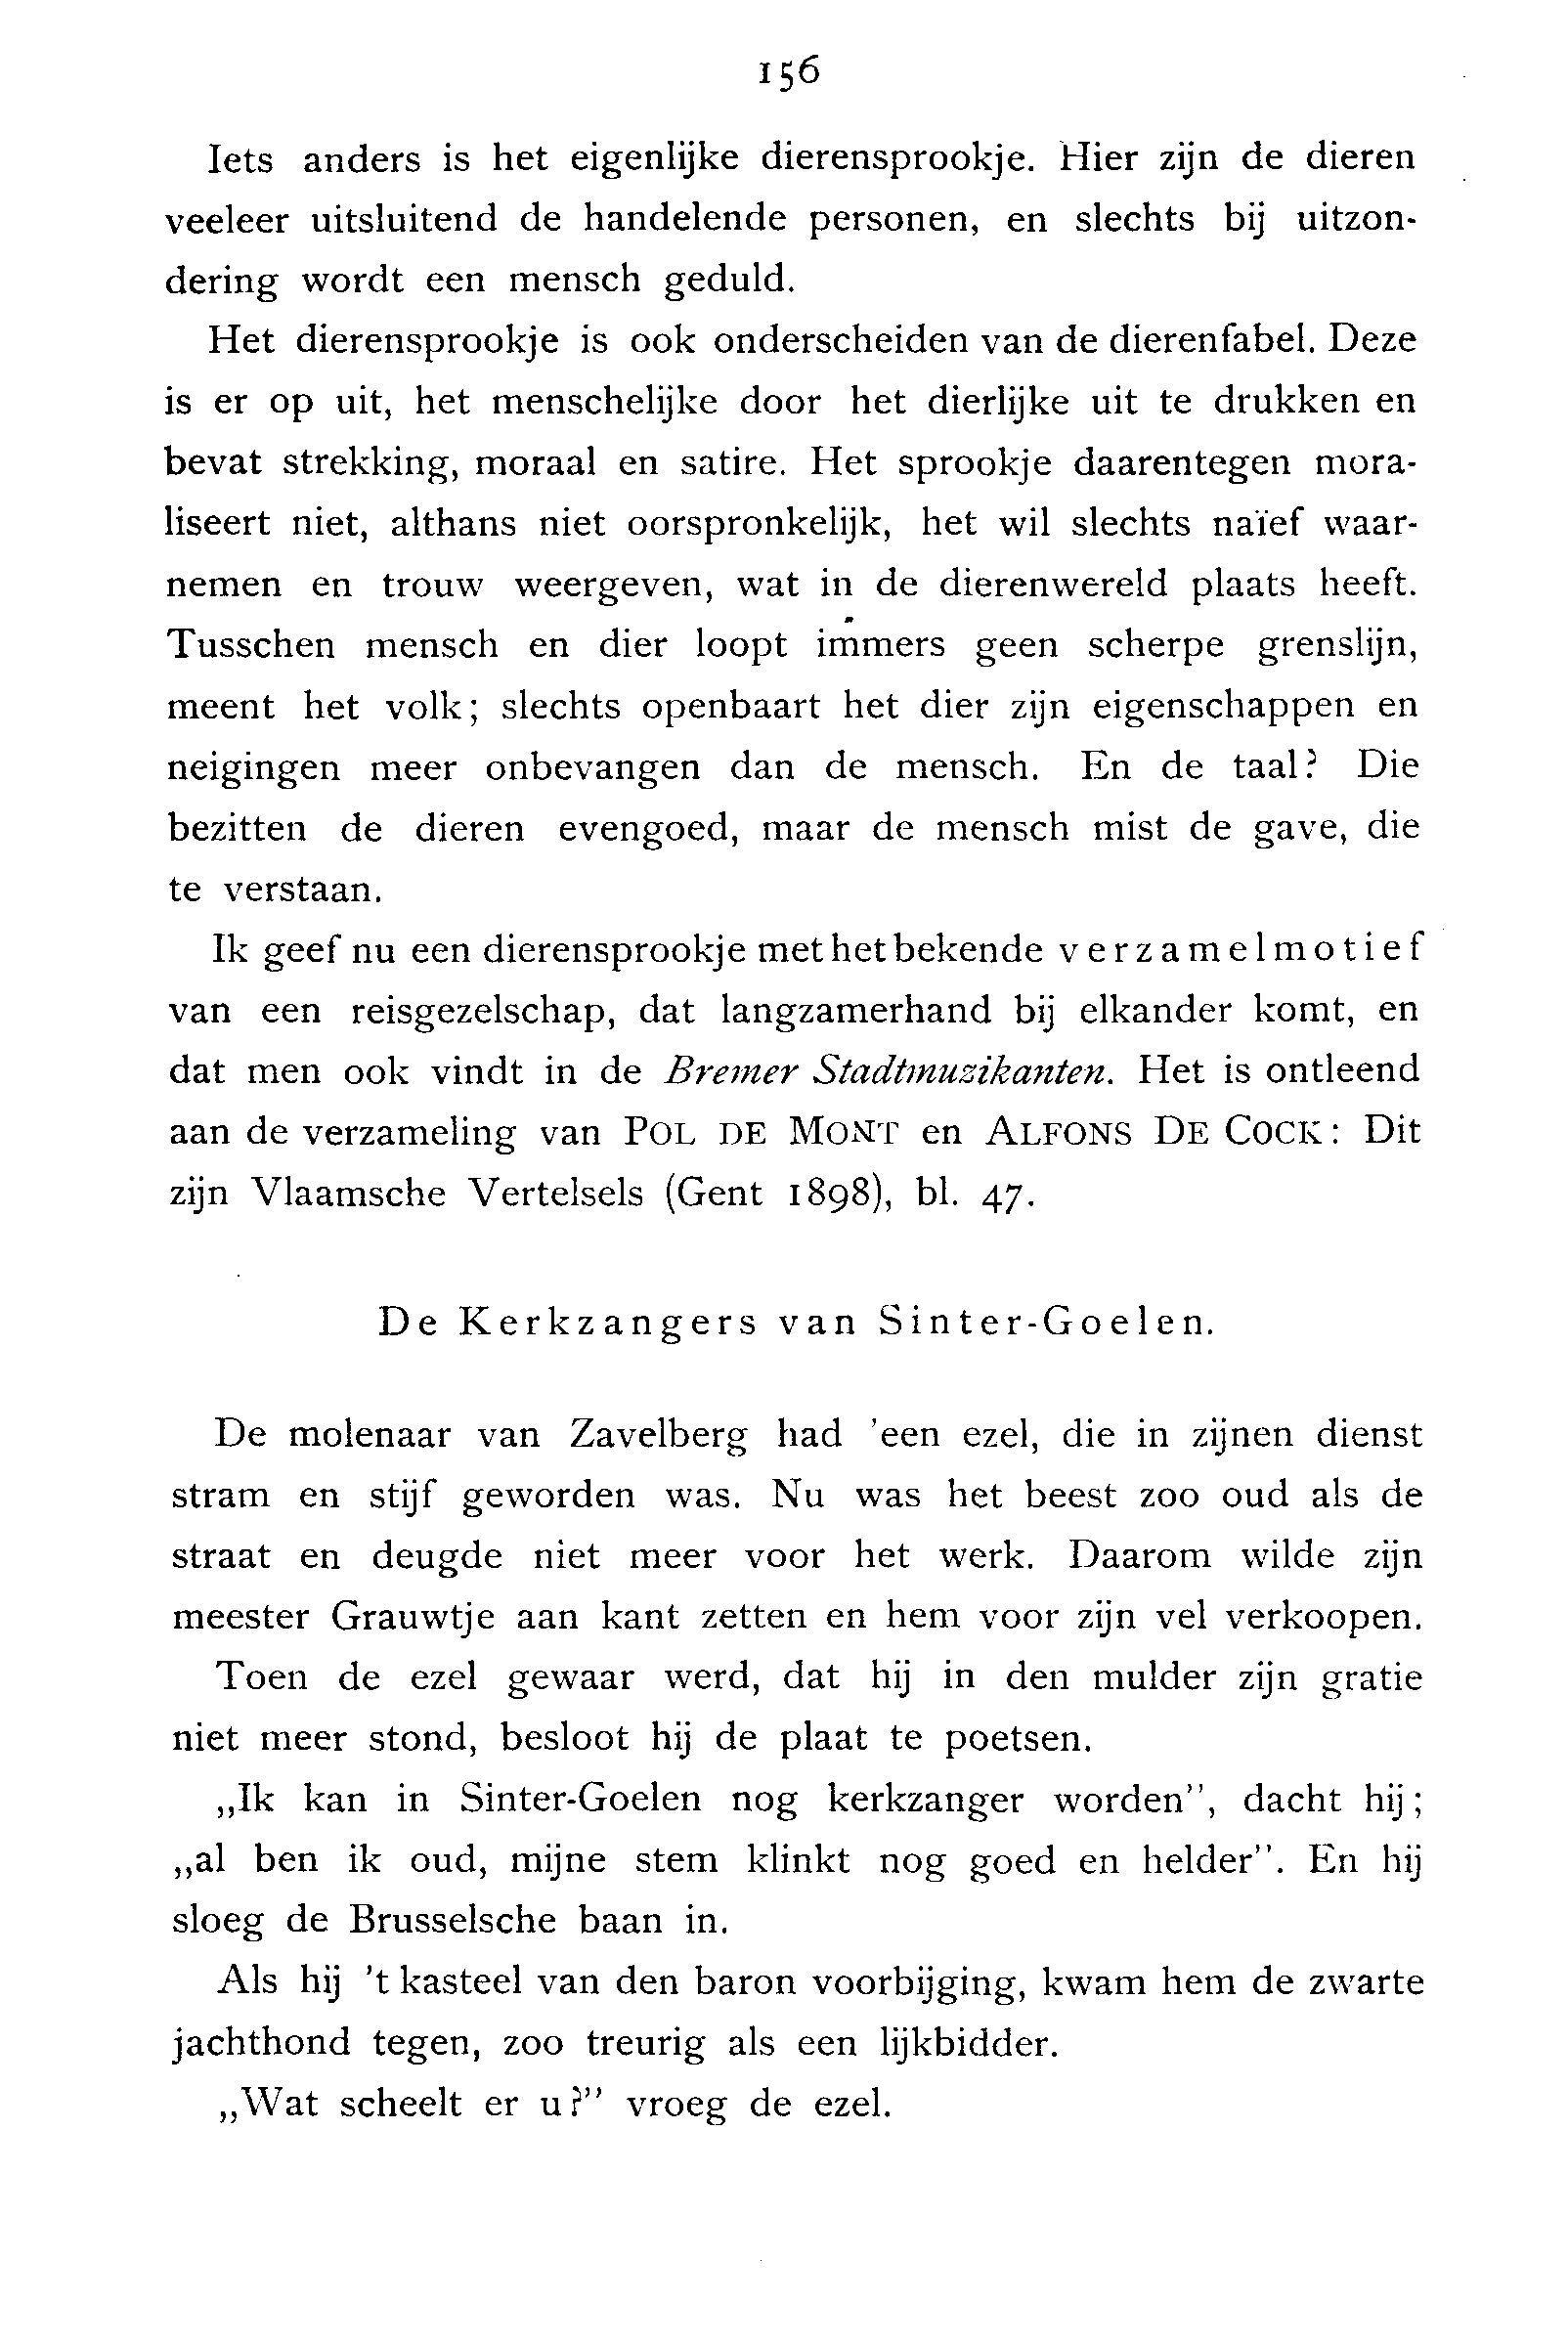 156
Iets anders is het eigenlijke dierensprookje. Hier zijn de dieren
veeleer uitsluitend de handelende personen, en slechts bij uitzon-
dering wordt een mensch geduld.
Het dierensprookje is ook onderscheiden van de dierenfabel. Deze
is er op uit, het menschelijke door het dierlijke uit te drukken en
bevat strekking, moraal en satire. Het sprookje daarentegen mora-
liseert niet, althans niet oorspronkelijk, het wil slechts naïef waar-
nemen en trouw weergeven, wat in de dierenwereld plaats heeft.
Tusschen mensch en dier loopt immers geen scherpe grenslijn,
meent het volk; slechts openbaart het dier zijn eigenschappen en
neigingen meer onbevangen dan de mensch. En de taal? Die
bezitten de dieren evengoed, maar de mensch mist de gave, die
te verstaan.
Ik geef nu een dierensprookje met het bekende verzamelmotief
van een reisgezelschap, dat langzamerhand bij elkander komt, en
dat men ook vindt in de Bremer Stadtmuzikanten. Het is ontleend
aan de verzameling van POL DE MONT en ALFONS DE COCK: Dit
zijn Vlaamsche Vertelsels (Gent 1898), bl. 47.
De Kerkzangers van Sinter-Goelen.
De molenaar van Zavelberg had 'een ezel, die in zijnen dienst
stram en stijf geworden was. Nu was het beest zoo oud als de
straat en deugde niet meer voor het werk. Daarom wilde zijn
meester Grauwtje aan kant zetten en hem voor zijn vel verkoopen.
Toen de ezel gewaar werd, dat hij in den mulder zijn gratie
niet meer stond, besloot hij de plaat te poetsen.
„Ik kan in Sinter-Goelen nog kerkzanger worden”, dacht hij;
„al ben ik oud, mijne stem klinkt nog goed en helder”. En hij
sloeg de Brusselsche baan in.
Als hij 't kasteel van den baron voorbijging, kwam hem de zwarte
jachthond tegen, zoo treurig als een lijkbidder.
„Wat scheelt er u?” vroeg de ezel.